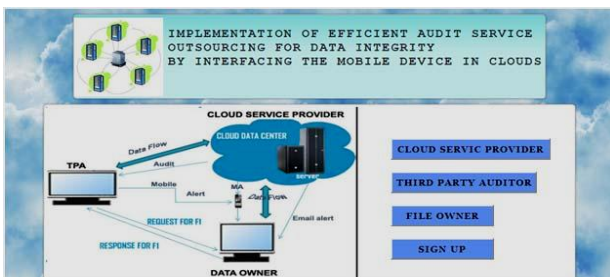 IMPLEMENTATION OF EFFICIENT AUDIT SERVICE
OUTSOURCING FOR DATA INTEGRITY
BY INTERFACING THE MOBILE DEVICE IN CLOUDS
CLOUD SERVICE PROVIDER
CLOUD DATA CENTER
Data Flow
TPA
Audit
server
Mobile
Alert
MA
Data Flow
Email alert
REQUEST FOR FI
RESPONSE FOR FI
DATA OWNER
CLOUD SERVIC PROVIDER
THIRD PARTY AUDITOR
FILE OWNER
SIGN UP